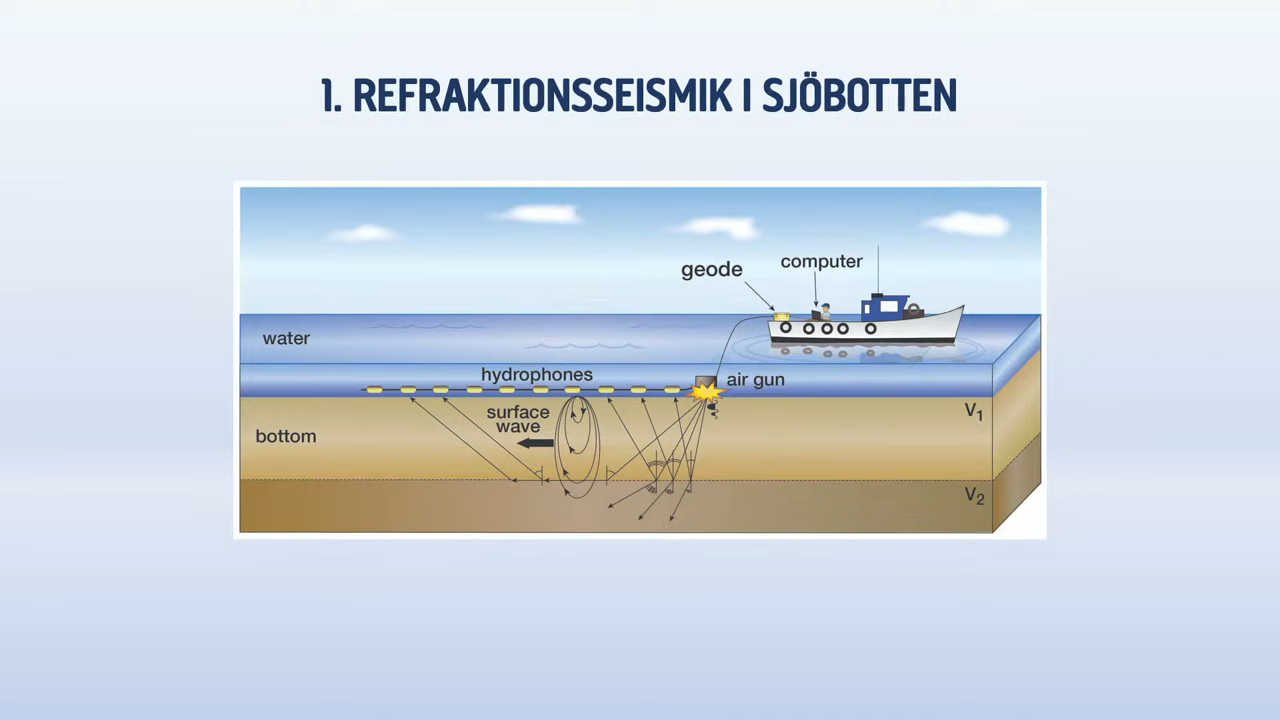 1. REFRAKTIONSSEISMIK I SJÖBOTTEN
geode
computer
water
hydrophones
air gun
surface
wave
bottom
V1
V2